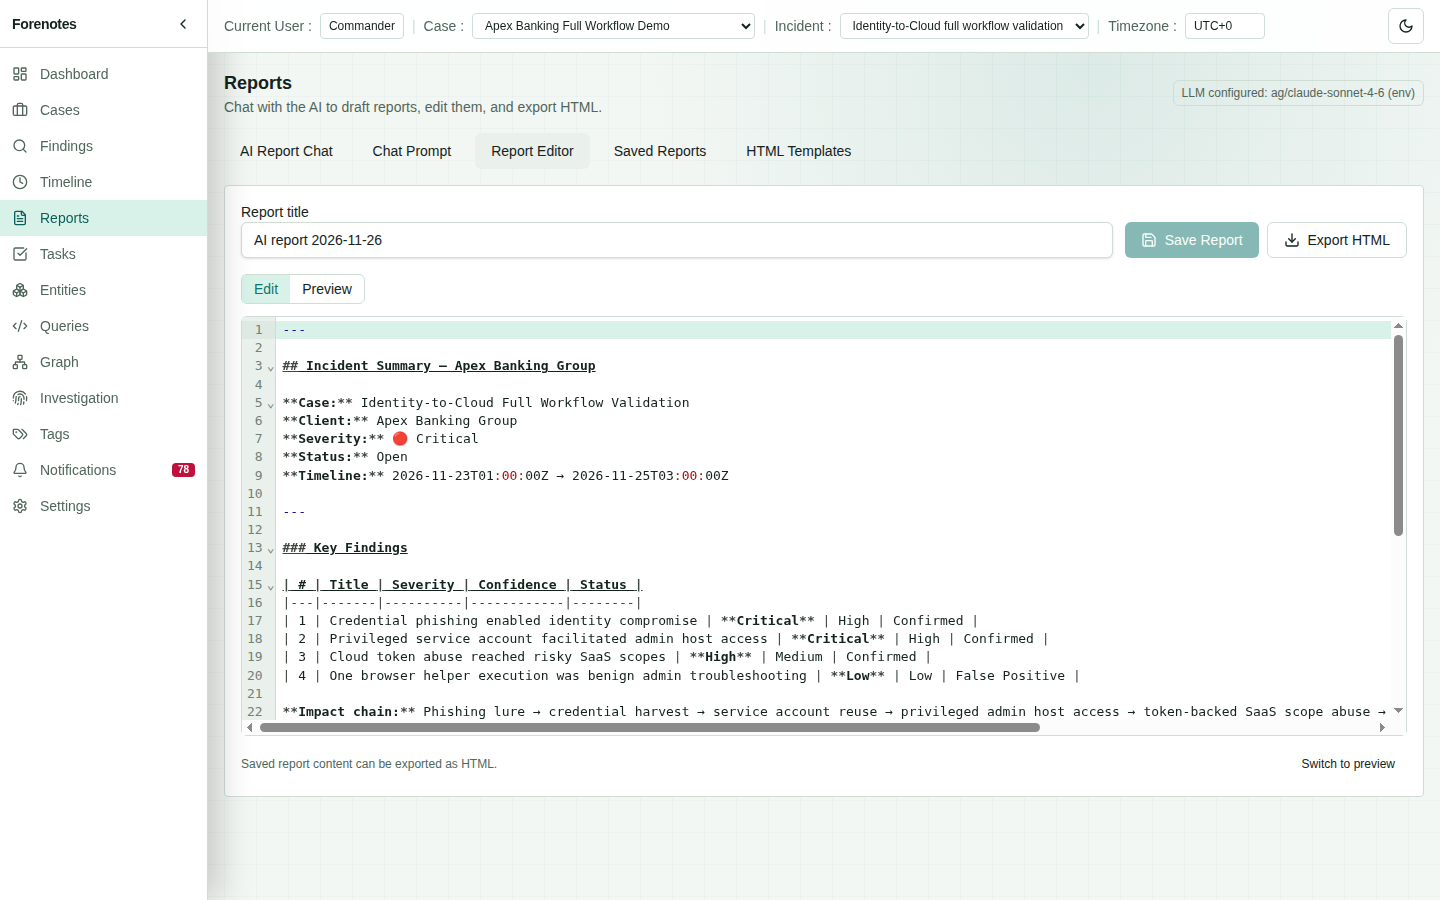 Forenotes
Current User : Commander | Case : Apex Banking Full Workflow Demo | Incident : Identity-to-Cloud full workflow validation | Timezone : UTC+0
Dashboard
Cases
Findings
Timeline
Reports
Tasks
Entities
Queries
Graph
Investigation
Tags
Notifications 78
Settings
Reports
Chat with the AI to draft reports, edit them, and export HTML.
LLM configured: ag/claude-sonnet-4-6 (env)
AI Report Chat Chat Prompt Report Editor Saved Reports HTML Templates
Report title
AI report 2026-11-26
Save Report Export HTML
Edit Preview
1 ---
2
3 ## Incident Summary — Apex Banking Group
4
5 **Case:** Identity-to-Cloud Full Workflow Validation
6 **Client:** Apex Banking Group
7 **Severity:** 🔴 Critical
8 **Status:** Open
9 **Timeline:** 2026-11-23T01:00:00Z → 2026-11-25T03:00:00Z
10
11 ---
12
13 ### Key Findings
14
15 | # | Title | Severity | Confidence | Status |
16 |---|-------|----------|------------|--------|
17 | 1 | Credential phishing enabled identity compromise | **Critical** | High | Confirmed |
18 | 2 | Privileged service account facilitated admin host access | **Critical** | High | Confirmed |
19 | 3 | Cloud token abuse reached risky SaaS scopes | **High** | Medium | Confirmed |
20 | 4 | One browser helper execution was benign admin troubleshooting | **Low** | Low | False Positive |
21
22 **Impact chain:** Phishing lure → credential harvest → service account reuse → privileged admin host access → token-backed SaaS scope abuse →
Saved report content can be exported as HTML.
Switch to preview